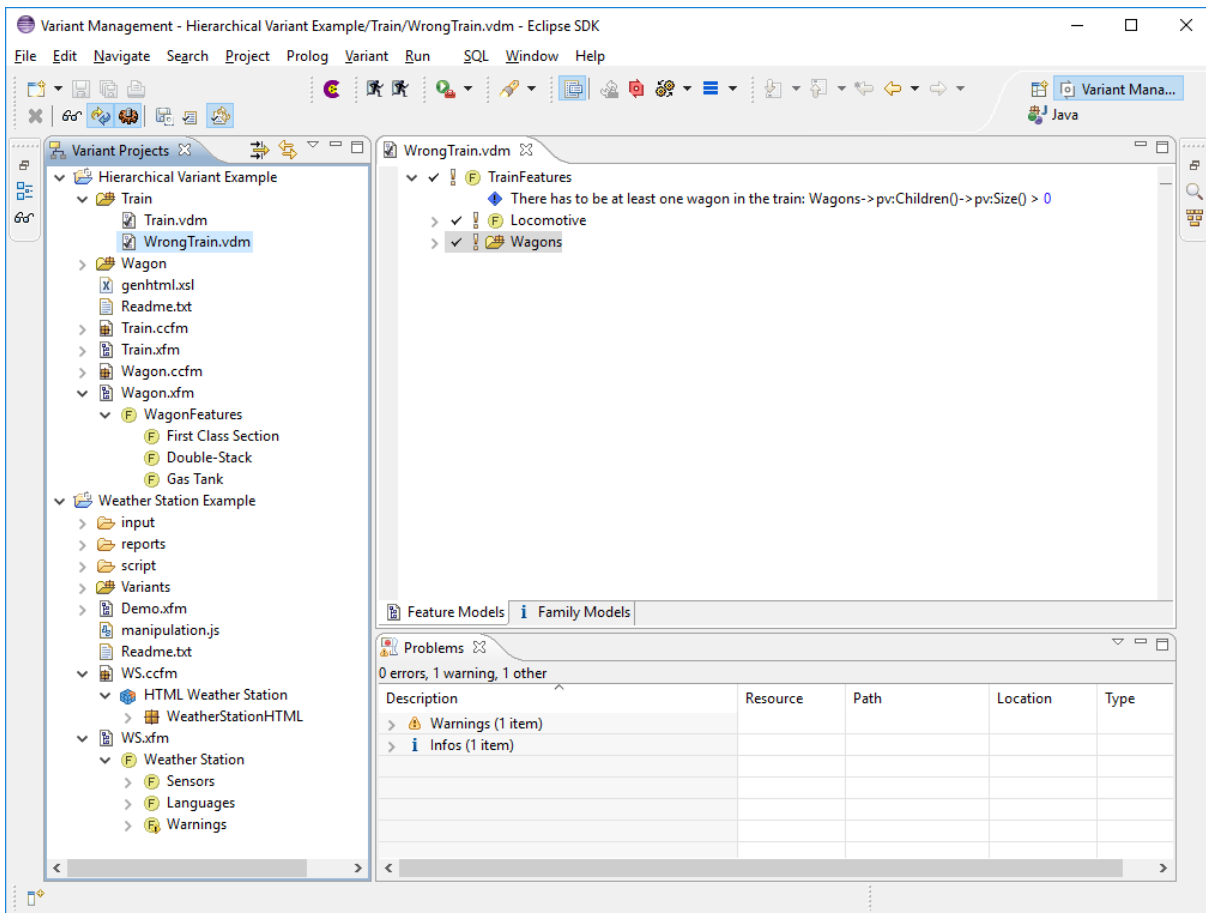 Variant Management - Hierarchical Variant Example/Train/WrongTrain.vdm - Eclipse SDK
File Edit Navigate Search Project Prolog Variant Run SQL Window Help
Variant Mana...
Java
Variant Projects
Hierarchical Variant Example
Train
Train.vdm
WrongTrain.vdm
Wagon
genhtml.xsl
Readme.txt
Train.ccfm
Train.xfm
Wagon.ccfm
Wagon.xfm
WagonFeatures
First Class Section
Double-Stack
Gas Tank
Weather Station Example
input
reports
script
Variants
Demo.xfm
manipulation.js
Readme.txt
WS.ccfm
HTML Weather Station
WeatherStationHTML
WS.xfm
Weather Station
Sensors
Languages
Warnings
WrongTrain.vdm
TrainFeatures
There has to be at least one wagon in the train: Wagons->pv:Children()->pv:Size() > 0
Locomotive
Wagons
Feature Models Family Models
Problems
0 errors, 1 warning, 1 other
Description Resource Path Location Type
Warnings (1 item)
Infos (1 item)